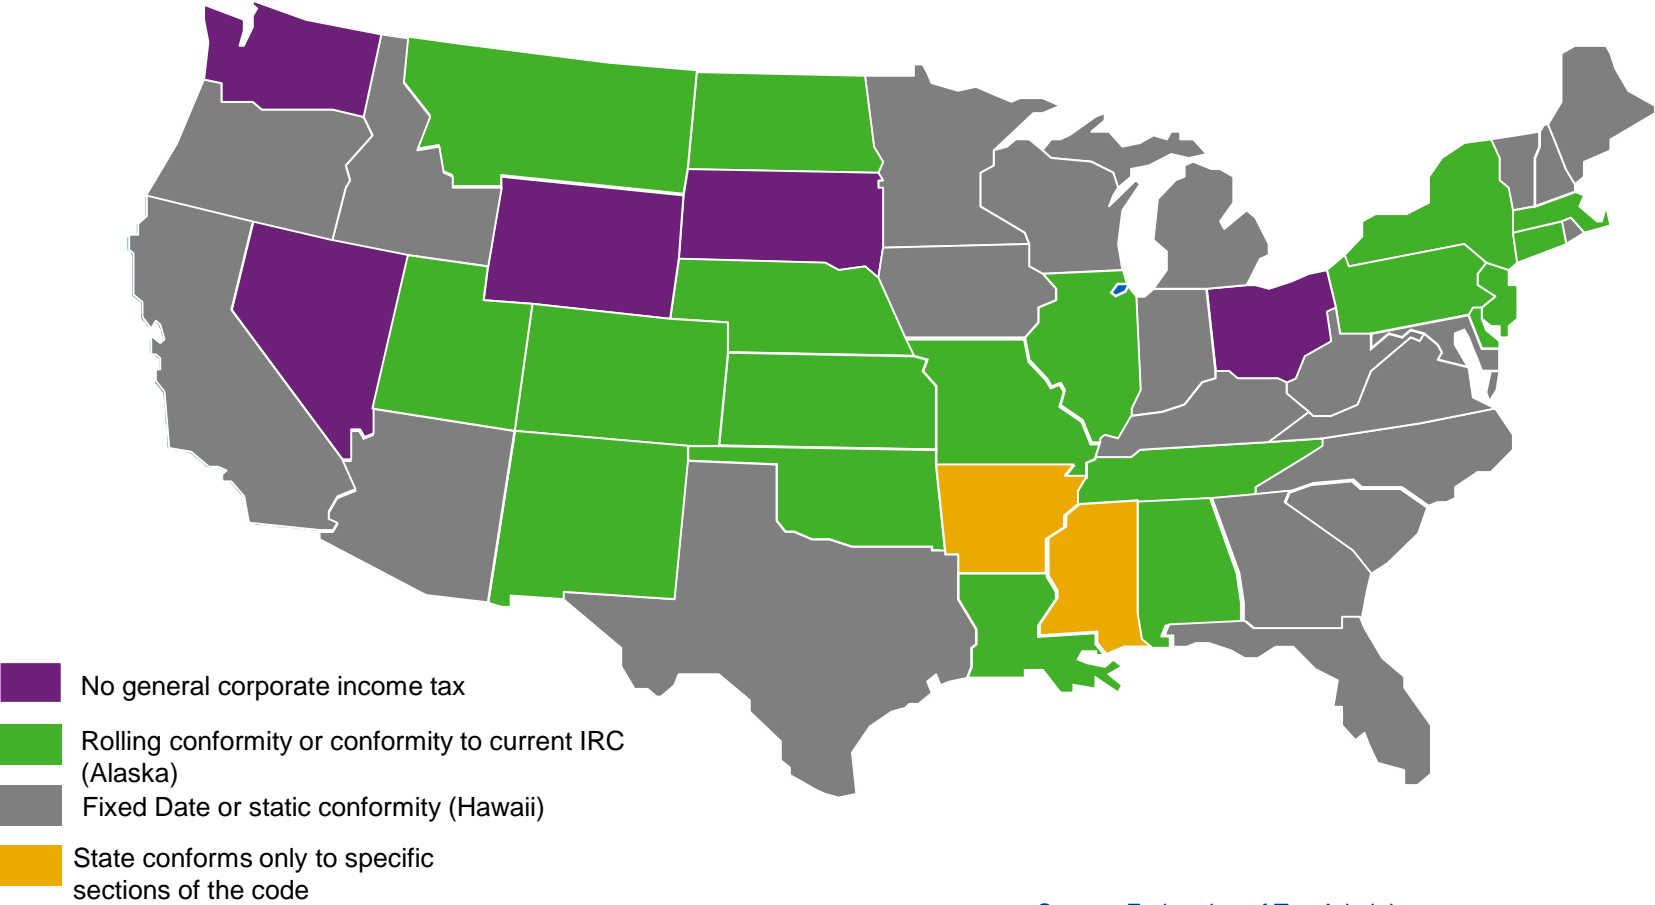 No general corporate income tax
Rolling conformity or conformity to current IRC
(Alaska)
Fixed Date or static conformity (Hawaii)
State conforms only to specific
sections of the code